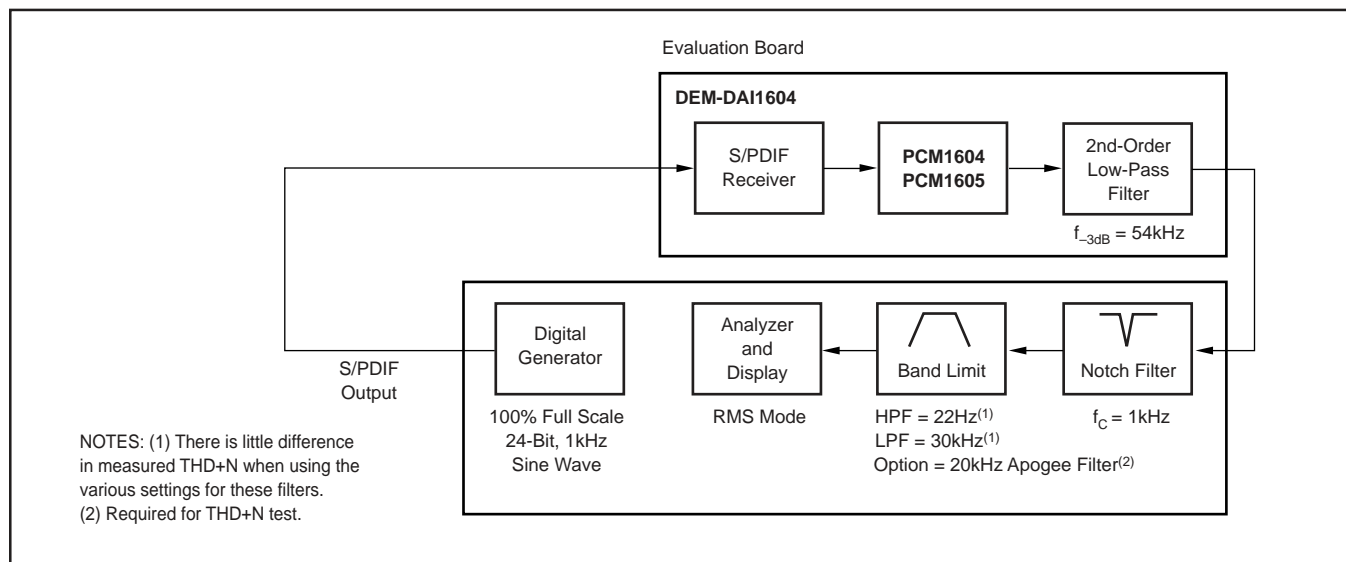 Evaluation Board
DEM-DAI1604
S/PDIF
Receiver
PCM1604
PCM1605
2nd-Order
Low-Pass
Filter
f–3dB = 54kHz
S/PDIF
Output
Digital
Generator
100% Full Scale
24-Bit, 1kHz
Sine Wave
Analyzer
and
Display
RMS Mode
Band Limit
HPF = 22Hz(1)
LPF = 30kHz(1)
Option = 20kHz Apogee Filter(2)
Notch Filter
fC = 1kHz
NOTES: (1) There is little difference
in measured THD+N when using the
various settings for these filters.
(2) Required for THD+N test.